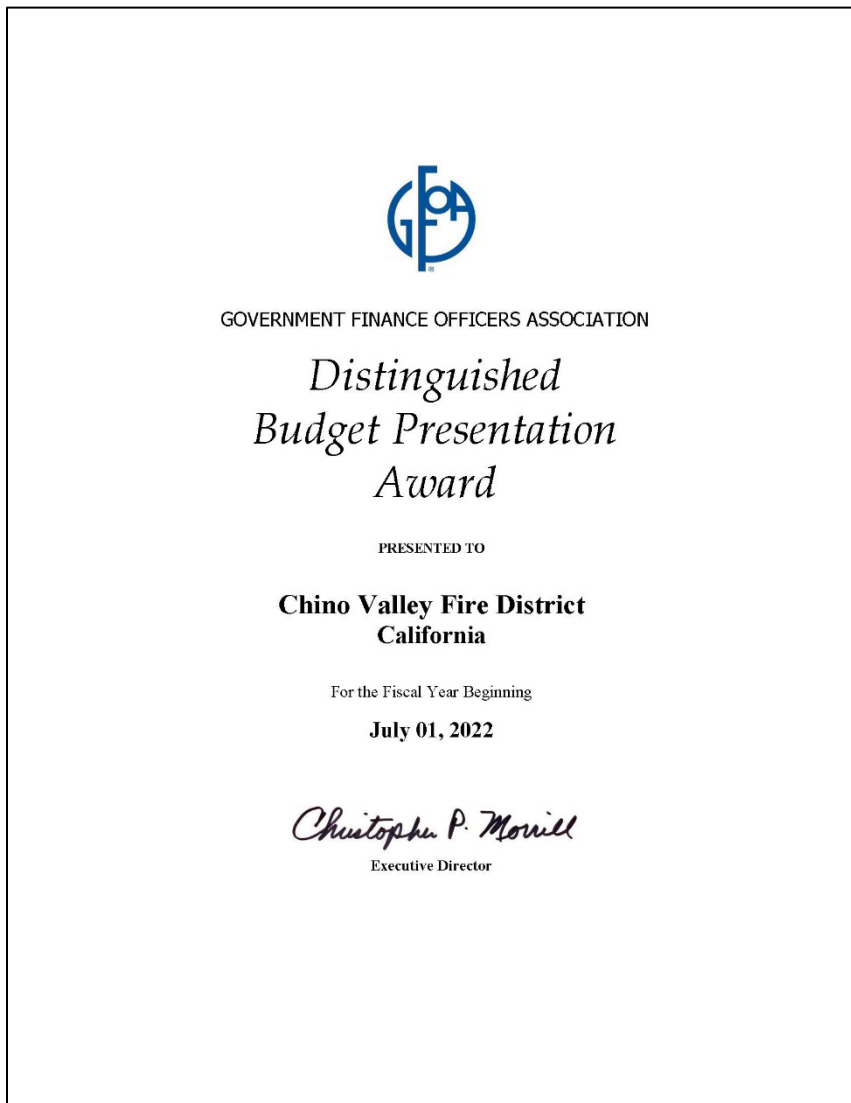 GFOA
®
GOVERNMENT FINANCE OFFICERS ASSOCIATION
Distinguished
Budget Presentation
Award
PRESENTED TO
Chino Valley Fire District
California
For the Fiscal Year Beginning
July 01, 2022
Christopher P. Morrill
Executive Director